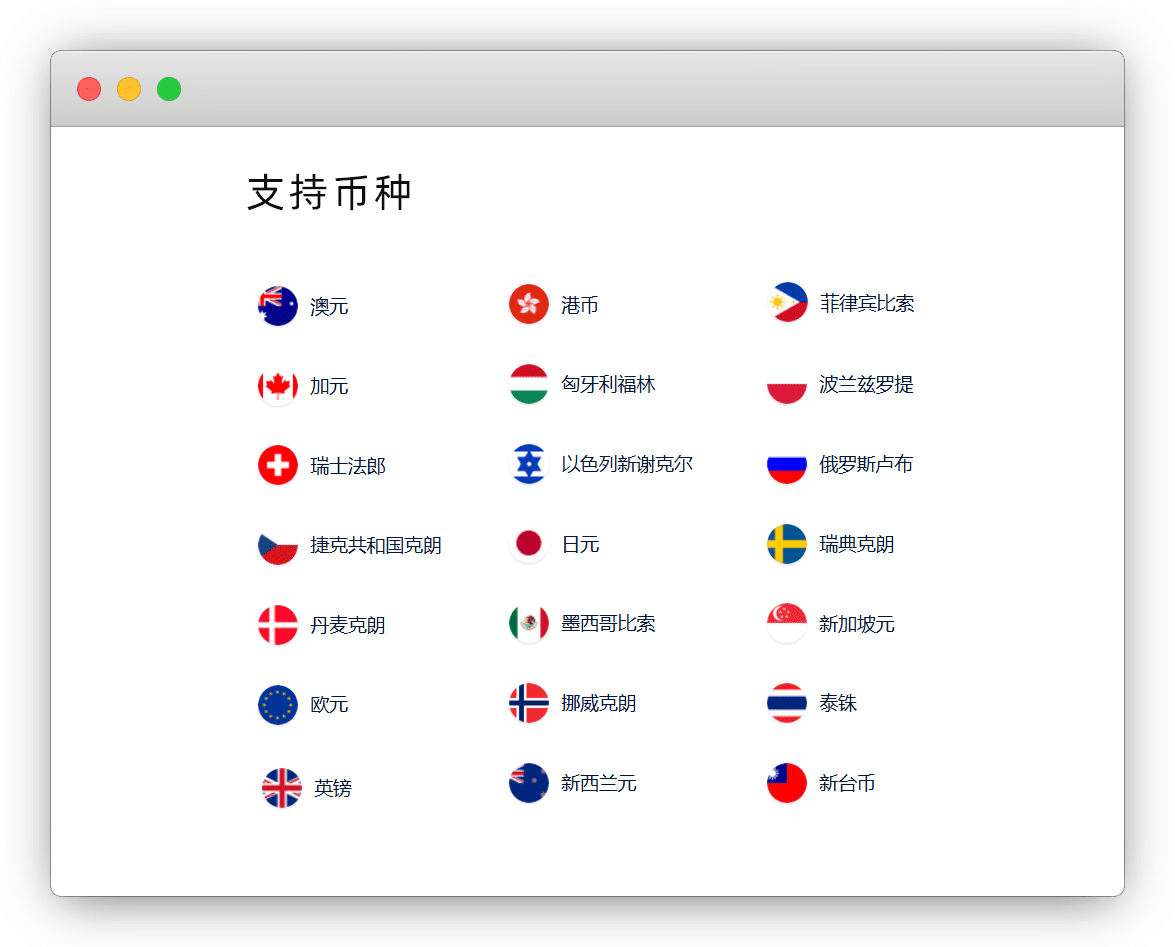 支持币种
澳元
港币
菲律宾比索
加元
匈牙利福林
波兰兹罗提
瑞士法郎
以色列新谢克尔
俄罗斯卢布
捷克共和国克朗
日元
瑞典克朗
丹麦克朗
墨西哥比索
新加坡元
欧元
挪威克朗
泰铢
英镑
新西兰元
新台币